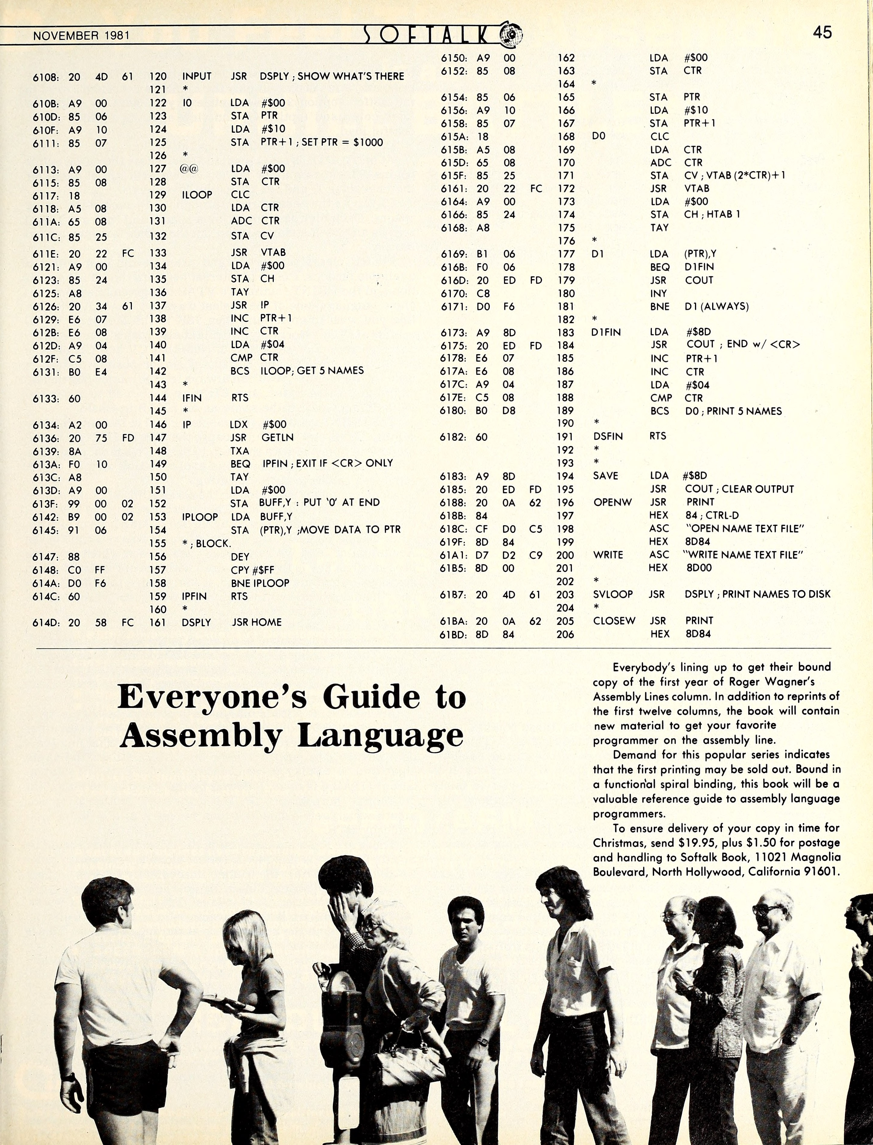 NOVEMBER 1981
SOFTALK
45
6108: 20 4D 61 120 INPUT JSR DSPLY ; SHOW WHAT'S THERE
121 *
610B: A9 00 122 I0 LDA #$00
610D: 85 06 123 STA PTR
610F: A9 10 124 LDA #$10
6111: 85 07 125 STA PTR+1 ; SET PTR = $1000
126 *
6113: A9 00 127 @@ LDA #$00
6115: 85 08 128 STA CTR
6117: 18 129 ILOOP CLC
6118: A5 08 130 LDA CTR
611A: 65 08 131 ADC CTR
611C: 85 25 132 STA CV
611E: 20 22 FC 133 JSR VTAB
6121: A9 00 134 LDA #$00
6123: 85 24 135 STA CH
6125: A8 136 TAY
6126: 20 34 61 137 JSR IP
6129: E6 07 138 INC PTR+1
612B: E6 08 139 INC CTR
612D: A9 04 140 LDA #$04
612F: C5 08 141 CMP CTR
6131: B0 E4 142 BCS ILOOP; GET 5 NAMES
143 *
6133: 60 144 IFIN RTS
145 *
6134: A2 00 146 IP LDX #$00
6136: 20 75 FD 147 JSR GETLN
6139: 8A 148 TXA
613A: F0 10 149 BEQ IPFIN ; EXIT IF <CR> ONLY
613C: A8 150 TAY
613D: A9 00 151 LDA #$00
613F: 99 00 02 152 STA BUFF,Y : PUT '0' AT END
6142: B9 00 02 153 IPLOOP LDA BUFF,Y
6145: 91 06 154 STA (PTR),Y ;MOVE DATA TO PTR
155 * ; BLOCK.
6147: 88 156 DEY
6148: C0 FF 157 CPY #$FF
614A: D0 F6 158 BNE IPLOOP
614C: 60 159 IPFIN RTS
160 *
614D: 20 58 FC 161 DSPLY JSR HOME
6150: A9 00 162 LDA #$00
6152: 85 08 163 STA CTR
164 *
6154: 85 06 165 STA PTR
6156: A9 10 166 LDA #$10
6158: 85 07 167 STA PTR+1
615A: 18 168 D0 CLC
615B: A5 08 169 LDA CTR
615D: 65 08 170 ADC CTR
615F: 85 25 171 STA CV ; VTAB (2*CTR)+1
6161: 20 22 FC 172 JSR VTAB
6164: A9 00 173 LDA #$00
6166: 85 24 174 STA CH ; HTAB 1
6168: A8 175 TAY
176 *
6169: B1 06 177 D1 LDA (PTR),Y
616B: F0 06 178 BEQ D1FIN
616D: 20 ED FD 179 JSR COUT
6170: C8 180 INY
6171: D0 F6 181 BNE D1 (ALWAYS)
182 *
6173: A9 8D 183 D1FIN LDA #$8D
6175: 20 ED FD 184 JSR COUT ; END w/ <CR>
6178: E6 07 185 INC PTR+1
617A: E6 08 186 INC CTR
617C: A9 04 187 LDA #$04
617E: C5 08 188 CMP CTR
6180: B0 D8 189 BCS D0 ; PRINT 5 NAMES
190 *
6182: 60 191 DSFIN RTS
192 *
193 *
6183: A9 8D 194 SAVE LDA #$8D
6185: 20 ED FD 195 JSR COUT ; CLEAR OUTPUT
6188: 20 0A 62 196 OPENW JSR PRINT
618B: 84 197 HEX 84 ; CTRL-D
618C: CF D0 C5 198 ASC "OPEN NAME TEXT FILE"
619F: 8D 84 199 HEX 8D84
61A1: D7 D2 C9 200 WRITE ASC "WRITE NAME TEXT FILE"
61B5: 8D 00 201 HEX 8D00
202 *
61B7: 20 4D 61 203 SVLOOP JSR DSPLY ; PRINT NAMES TO DISK
204 *
61BA: 20 0A 62 205 CLOSEW JSR PRINT
61BD: 8D 84 206 HEX 8D84
Everyone's Guide to
Assembly Language
Everybody's lining up to get their bound
copy of the first year of Roger Wagner's
Assembly Lines column. In addition to reprints of
the first twelve columns, the book will contain
new material to get your favorite
programmer on the assembly line.
Demand for this popular series indicates
that the first printing may be sold out. Bound in
a functional spiral binding, this book will be a
valuable reference guide to assembly language
programmers.
To ensure delivery of your copy in time for
Christmas, send $19.95, plus $1.50 for postage
and handling to Softalk Book, 11021 Magnolia
Boulevard, North Hollywood, California 91601.